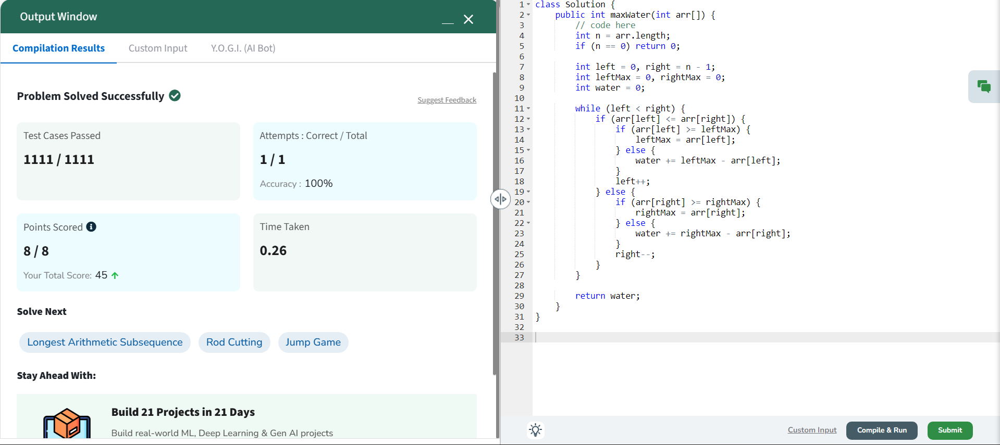 Output Window
Compilation Results
Custom Input
Y.O.G.I. (AI Bot)
Problem Solved Successfully
Suggest Feedback
Test Cases Passed
1111 / 1111
Attempts : Correct / Total
1 / 1
Accuracy : 100%
Points Scored
8 / 8
Your Total Score: 45
Time Taken
0.26
Solve Next
Longest Arithmetic Subsequence
Rod Cutting
Jump Game
Stay Ahead With:
Build 21 Projects in 21 Days
Build real-world ML, Deep Learning & Gen AI projects
1 class Solution {
2     public int maxWater(int arr[]) {
3         // code here
4         int n = arr.length;
5         if (n == 0) return 0;
6
7         int left = 0, right = n - 1;
8         int leftMax = 0, rightMax = 0;
9         int water = 0;
10
11         while (left < right) {
12             if (arr[left] <= arr[right]) {
13                 if (arr[left] >= leftMax) {
14                     leftMax = arr[left];
15                 } else {
16                     water += leftMax - arr[left];
17                 }
18                 left++;
19             } else {
20                 if (arr[right] >= rightMax) {
21                     rightMax = arr[right];
22                 } else {
23                     water += rightMax - arr[right];
24                 }
25                 right--;
26             }
27         }
28
29         return water;
30     }
31 }
32
33
Custom Input
Compile & Run
Submit